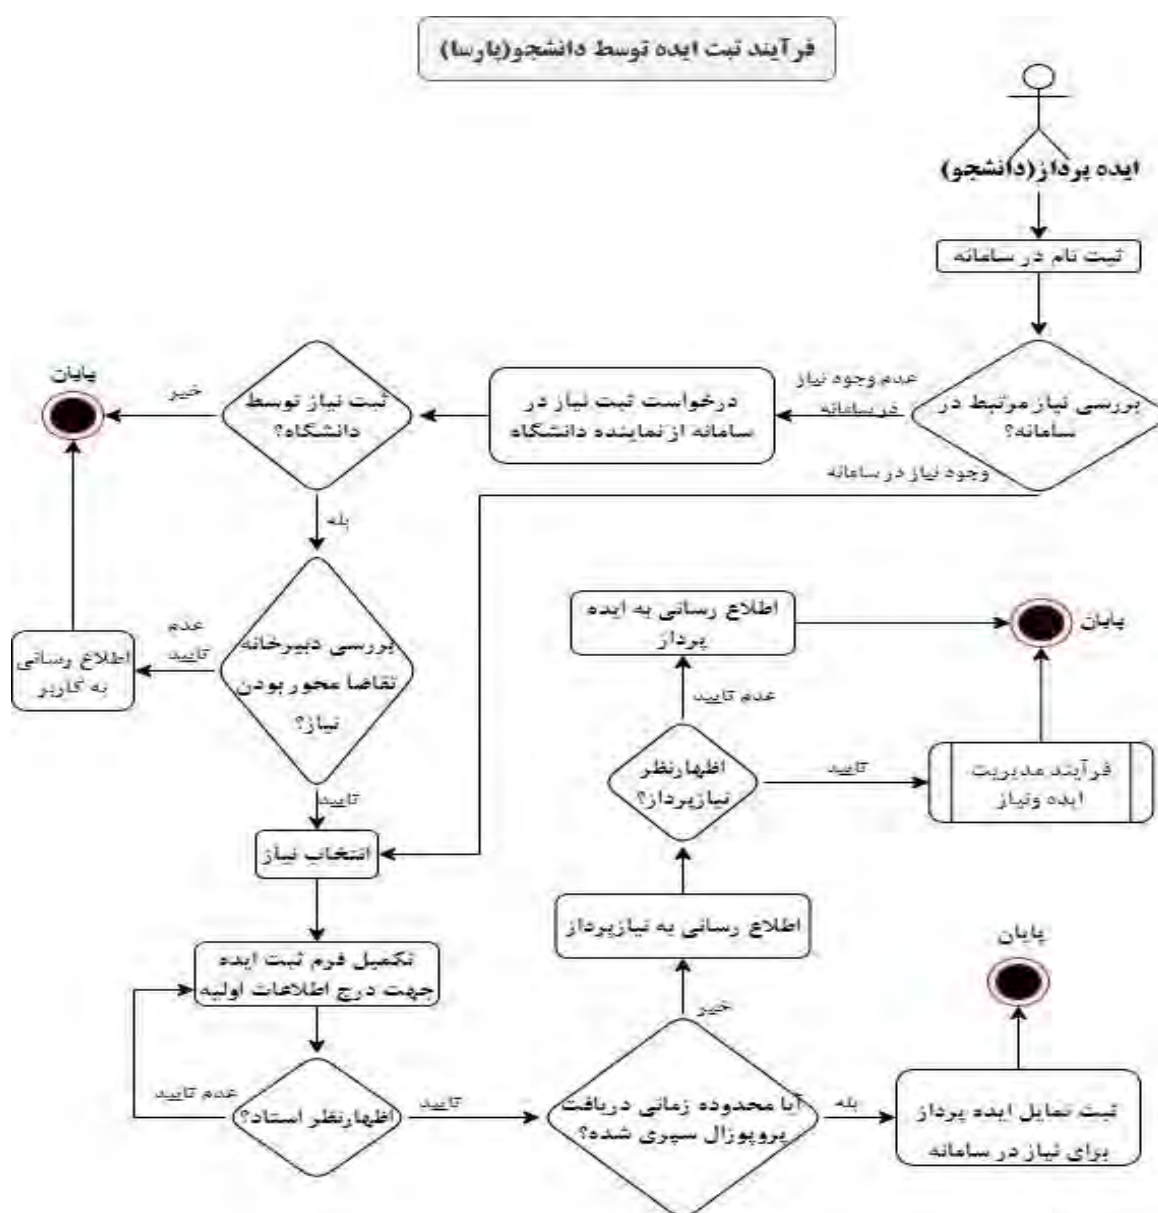 فرآیند ثبت ایده توسط دانشجو(پارسا)
ایده پرداز(دانشجو)
ثبت نام در سامانه
بررسی نیاز مرتبط در
سامانه؟
عدم وجود نیاز
در سامانه
وجود نیاز در سامانه
درخواست ثبت نیاز در
سامانه از نماینده دانشگاه
ثبت نیاز توسط
دانشگاه؟
خیر
پایان
بله
بررسی دبیرخانه
تقاضا محور بودن
نیاز؟
عدم
تایید
اطلاع رسانی
به کاربر
تایید
انتخاب نیاز
تکمیل فرم ثبت ایده
جهت درج اطلاعات اولیه
اظهارنظر استاد؟
عدم تایید
تایید
آیا محدوده زمانی دریافت
پروپوزال سپری شده؟
بله
ثبت تمایل ایده پرداز
برای نیاز در سامانه
پایان
خیر
اطلاع رسانی به نیازپرداز
اظهارنظر
نیازپرداز؟
تایید
فرآیند مدیریت
ایده ونیاز
عدم تایید
اطلاع رسانی به ایده
پرداز
پایان